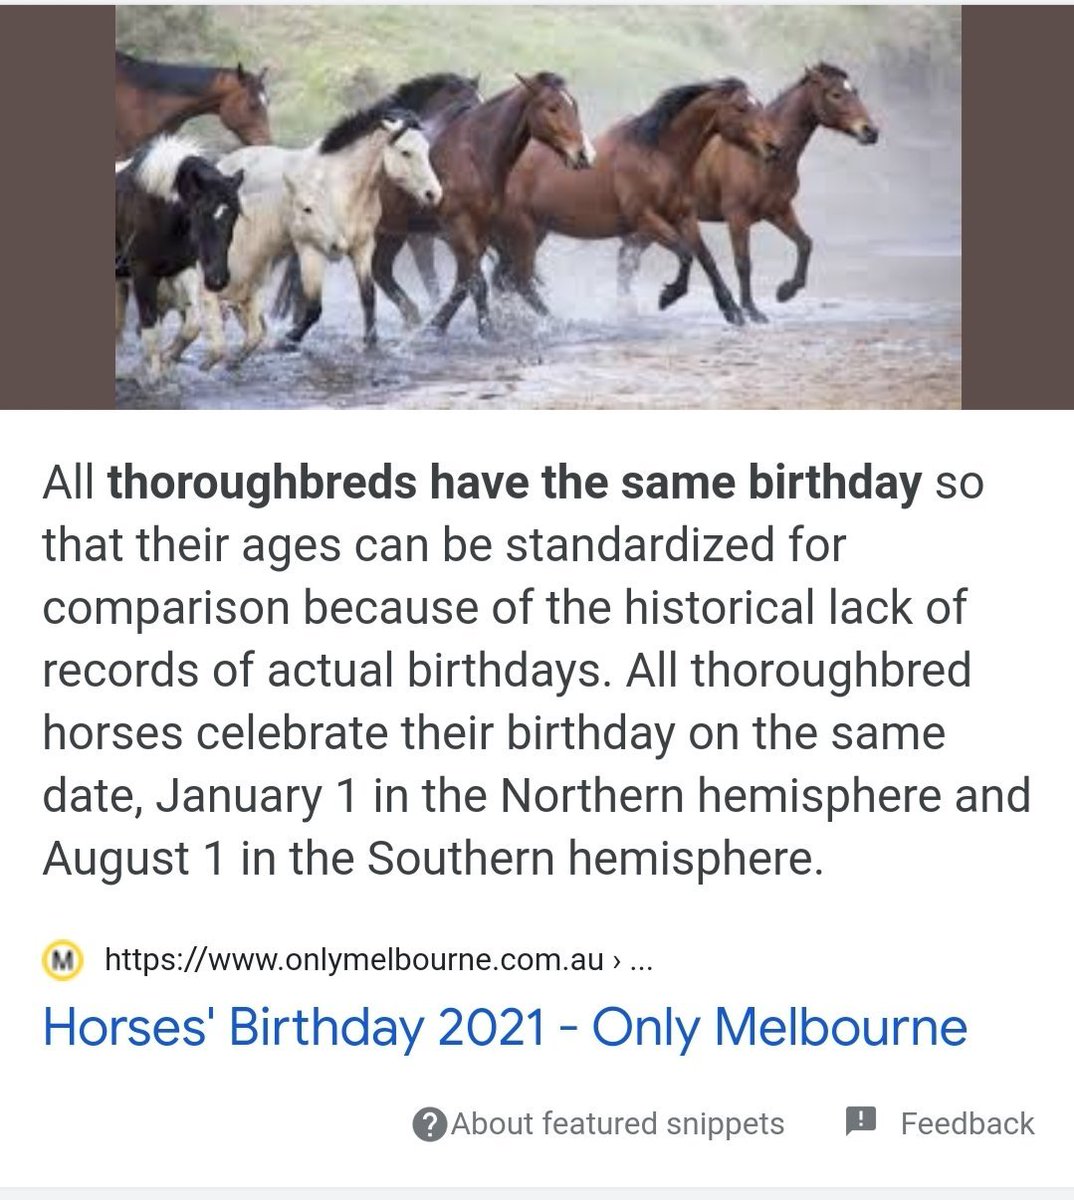 All thoroughbreds have the same birthday so
that their ages can be standardized for
comparison because of the historical lack of
records of actual birthdays. All thoroughbred
horses celebrate their birthday on the same
date, January 1 in the Northern hemisphere and
August 1 in the Southern hemisphere.
M https://www.onlymelbourne.com.au › ...
Horses' Birthday 2021 - Only Melbourne
? About featured snippets ! Feedback